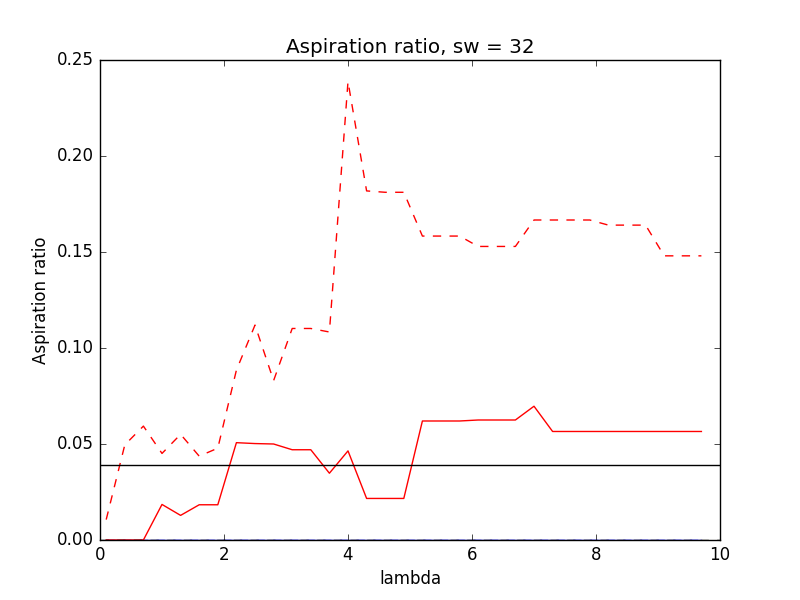 Aspiration ratio, sw = 32
0.25
0.20
0.15
0.10
0.05
0.00
Aspiration ratio
0 2 4 6 8 10
lambda